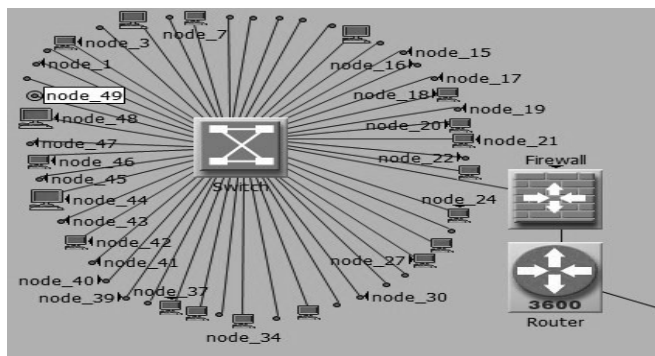 node_3
node_7
node_15
node_1
node_16
node_17
node_49
node_18
node_19
node_48
node_20
node_47
node_21
node_46
node_22
Firewall
node_45
Switch
node_44
node_24
node_43
node_42
node_41
node_27
node_40
node_37
node_39
node_30
3600
Router
node_34